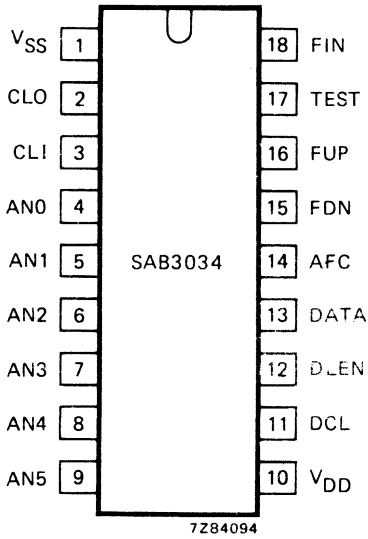 VSS 1 18 FIN
CLO 2 17 TEST
CLI 3 16 FUP
AN0 4 15 FDN
AN1 5 SAB3034 14 AFC
AN2 6 13 DATA
AN3 7 12 DLEN
AN4 8 11 DCL
AN5 9 10 VDD
7Z84094